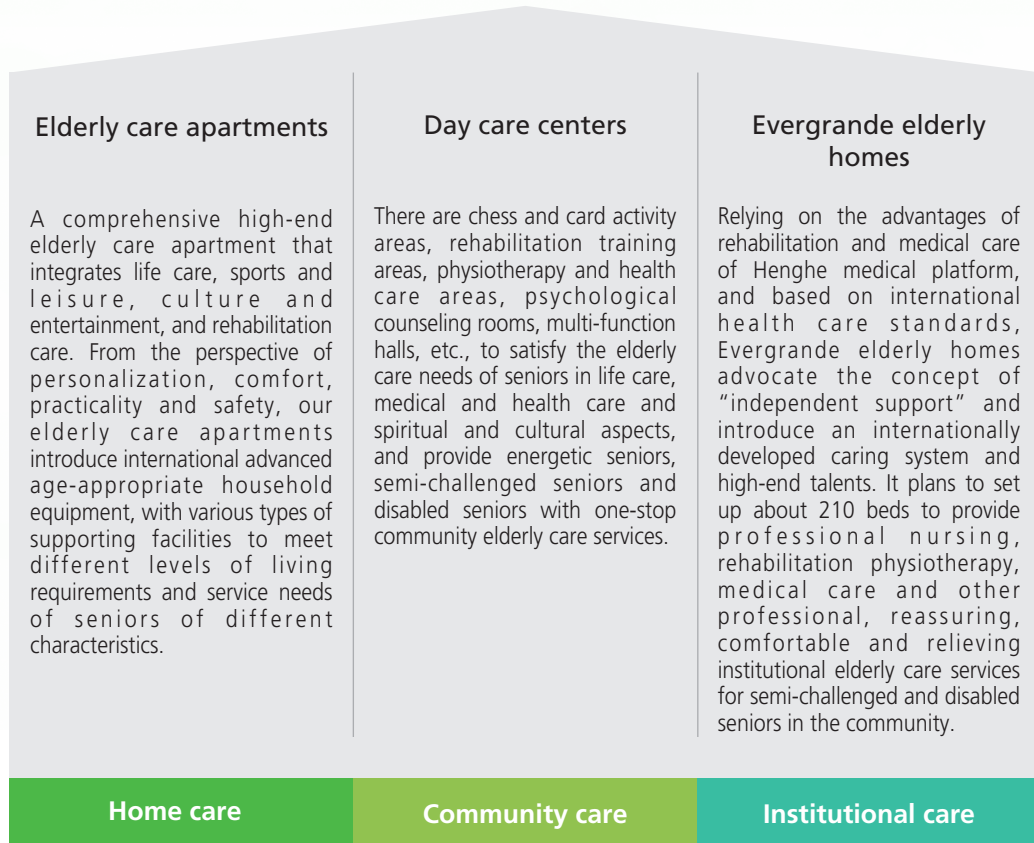 Elderly care apartments
A comprehensive high-end
elderly care apartment that
integrates life care, sports and
leisure, culture and
entertainment, and rehabilitation
care. From the perspective of
personalization, comfort,
practicality and safety, our
elderly care apartments
introduce international advanced
age-appropriate household
equipment, with various types of
supporting facilities to meet
different levels of living
requirements and service needs
of seniors of different
characteristics.
Home care
Day care centers
There are chess and card activity
areas, rehabilitation training
areas, physiotherapy and health
care areas, psychological
counseling rooms, multi-function
halls, etc., to satisfy the elderly
care needs of seniors in life care,
medical and health care and
spiritual and cultural aspects,
and provide energetic seniors,
semi-challenged seniors and
disabled seniors with one-stop
community elderly care services.
Community care
Evergrande elderly
homes
Relying on the advantages of
rehabilitation and medical care
of Henghe medical platform,
and based on international
health care standards,
Evergrande elderly homes
advocate the concept of
“independent support” and
introduce an internationally
developed caring system and
high-end talents. It plans to set
up about 210 beds to provide
professional nursing,
rehabilitation physiotherapy,
medical care and other
professional, reassuring,
comfortable and relieving
institutional elderly care services
for semi-challenged and disabled
seniors in the community.
Institutional care